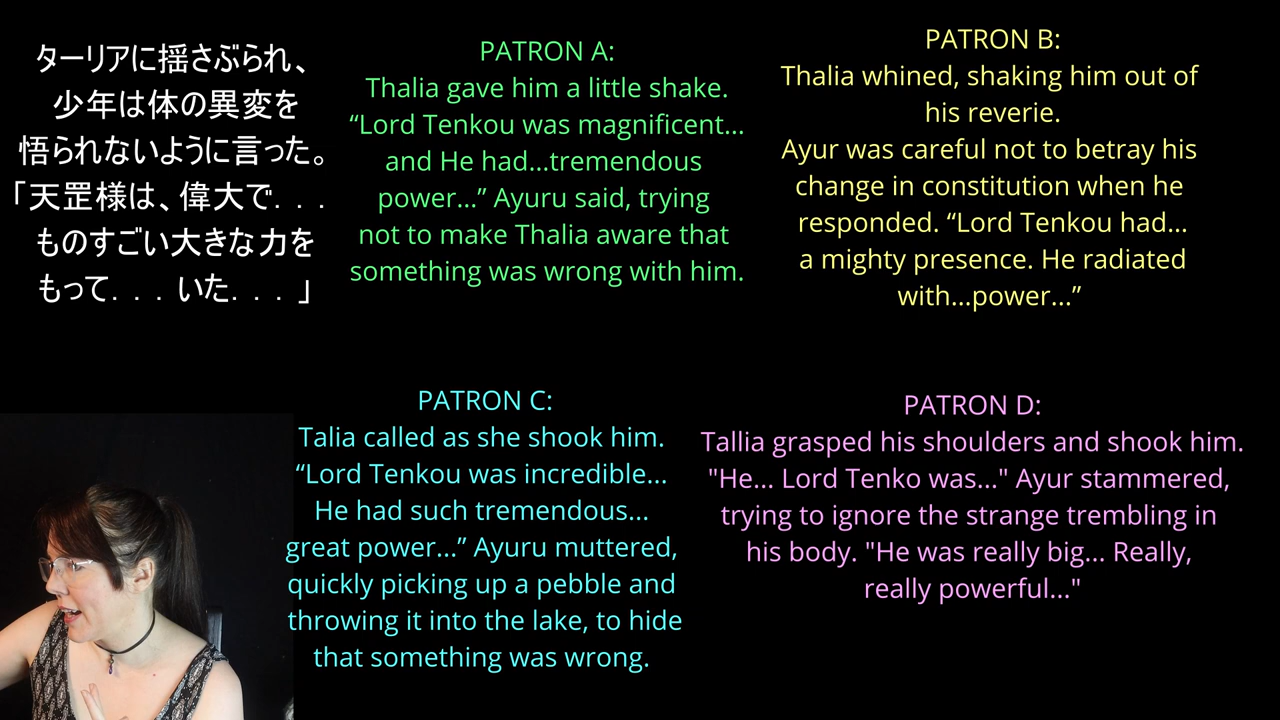 ターリアに揺さぶられ、
少年は体の異変を
悟られないように言った。
「天罡様は、偉大で. . .
ものすごい大きな力を
もって. . . いた. . . 」
PATRON A:
Thalia gave him a little shake.
“Lord Tenkou was magnificent...
and He had...tremendous
power...” Ayuru said, trying
not to make Thalia aware that
something was wrong with him.
PATRON B:
Thalia whined, shaking him out of
his reverie.
Ayur was careful not to betray his
change in constitution when he
responded. “Lord Tenkou had...
a mighty presence. He radiated
with...power...”
PATRON C:
Talia called as she shook him.
“Lord Tenkou was incredible...
He had such tremendous...
great power...” Ayuru muttered,
quickly picking up a pebble and
throwing it into the lake, to hide
that something was wrong.
PATRON D:
Tallia grasped his shoulders and shook him.
"He... Lord Tenko was..." Ayur stammered,
trying to ignore the strange trembling in
his body. "He was really big... Really,
really powerful..."